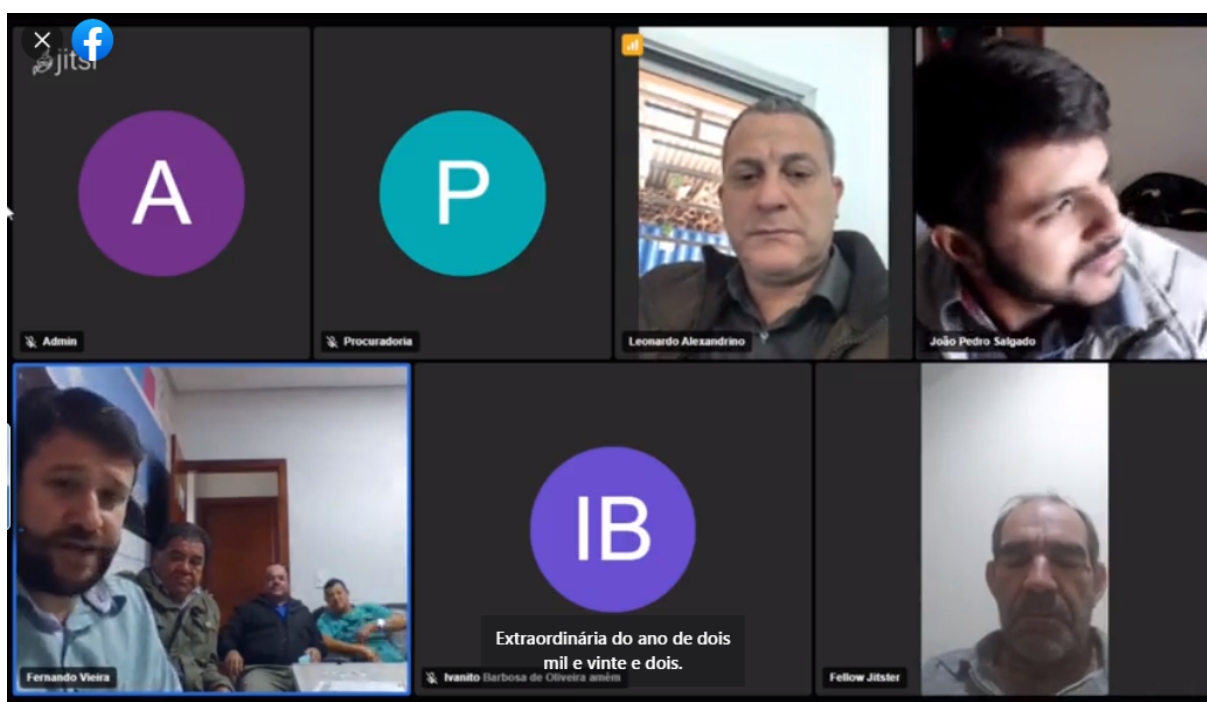 jitsi
A
P
Admin
Procuradoria
Leonardo Alexandrino
João Pedro Salgado
IB
Extraordinária do ano de dois
mil e vinte e dois.
Fernando Vieira
Ivanito Barbosa de Oliveira amém
Fellow Jitster